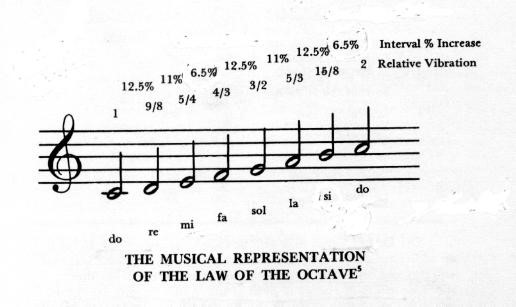 12.5% 11% 6.5% 12.5% 11% 12.5% 6.5% Interval % Increase
1 9/8 5/4 4/3 3/2 5/3 15/8 2 Relative Vibration
do re mi fa sol la si do
THE MUSICAL REPRESENTATION
OF THE LAW OF THE OCTAVE⁵